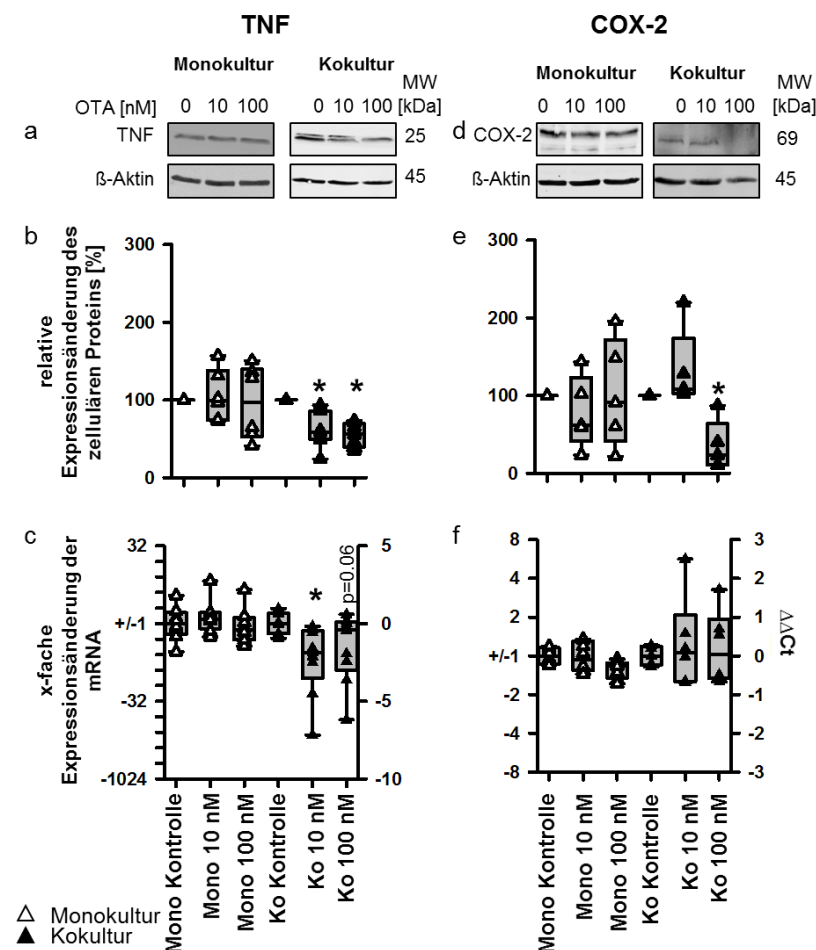 TNF
COX-2
Monokultur
Kokultur
MW
[kDa]
OTA [nM]
0
10
100
0
10
100
a
TNF
25
ß-Aktin
45
Monokultur
Kokultur
MW
[kDa]
0
10
100
0
10
100
d
COX-2
69
ß-Aktin
45
b
relative
Expressionsänderung des
zellulären Proteins [%]
300
200
100
0
*
*
e
300
200
100
0
*
c
x-fache
Expressionsänderung der
mRNA
32
+/-1
-32
-1024
5
0
-5
-10
*
p=0.06
Mono Kontrolle
Mono 10 nM
Mono 100 nM
Ko Kontrolle
Ko 10 nM
Ko 100 nM
f
8
4
2
+/-1
-2
-4
-8
3
2
1
0
-1
-2
-3
ΔΔCt
Mono Kontrolle
Mono 10 nM
Mono 100 nM
Ko Kontrolle
Ko 10 nM
Ko 100 nM
Monokultur
Kokultur